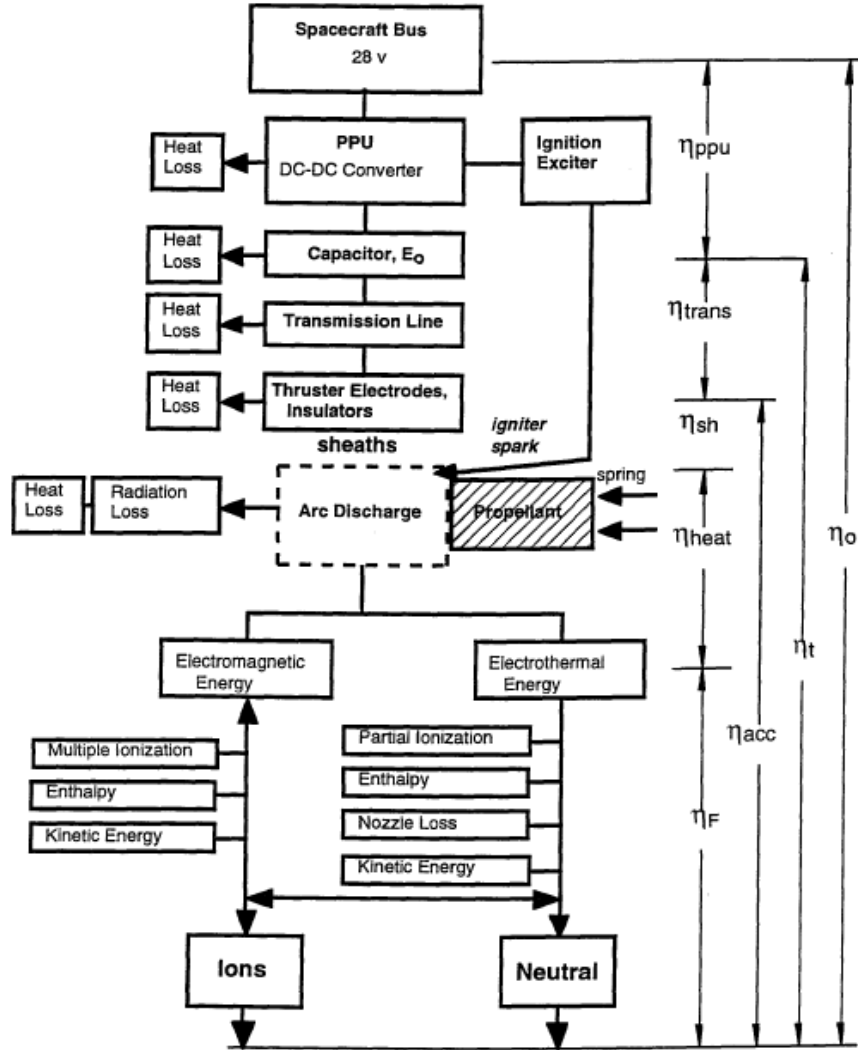 Spacecraft Bus
28 v
Heat
Loss
PPU
DC-DC Converter
Ignition
Exciter
ηppu
Heat
Loss
Capacitor, Eo
Heat
Loss
Transmission Line
ηtrans
Heat
Loss
Thruster Electrodes,
Insulators
sheaths
igniter
spark
ηsh
spring
Heat
Loss
Radiation
Loss
Arc Discharge
Propellant
ηheat
ηo
Electromagnetic
Energy
Electrothermal
Energy
ηt
Multiple Ionization
Enthalpy
Kinetic Energy
Partial Ionization
Enthalpy
Nozzle Loss
Kinetic Energy
ηacc
ηF
Ions
Neutral